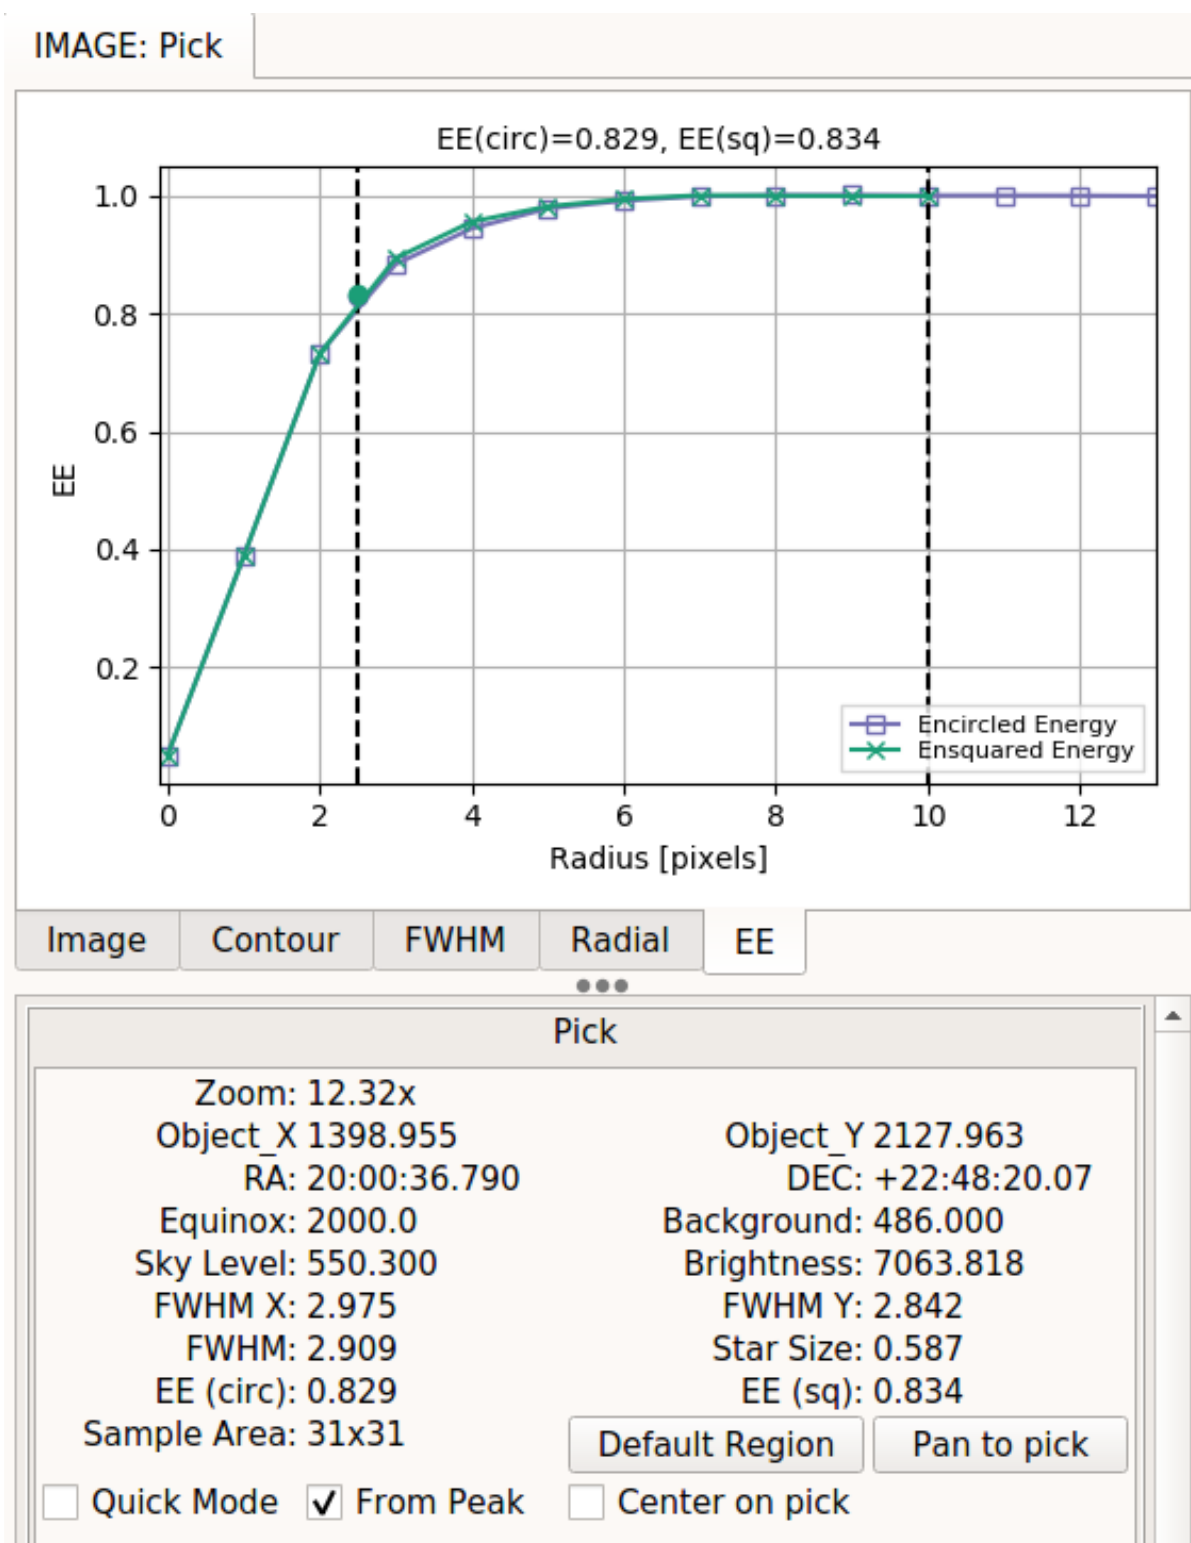 IMAGE: Pick
EE(circ)=0.829, EE(sq)=0.834
1.0
0.8
0.6
0.4
0.2
EE
0 2 4 6 8 10 12
Radius [pixels]
Encircled Energy
Ensquared Energy
Image Contour FWHM Radial EE
Pick
Zoom: 12.32x
Object_X 1398.955 Object_Y 2127.963
RA: 20:00:36.790 DEC: +22:48:20.07
Equinox: 2000.0 Background: 486.000
Sky Level: 550.300 Brightness: 7063.818
FWHM X: 2.975 FWHM Y: 2.842
FWHM: 2.909 Star Size: 0.587
EE (circ): 0.829 EE (sq): 0.834
Sample Area: 31x31 Default Region Pan to pick
Quick Mode From Peak Center on pick